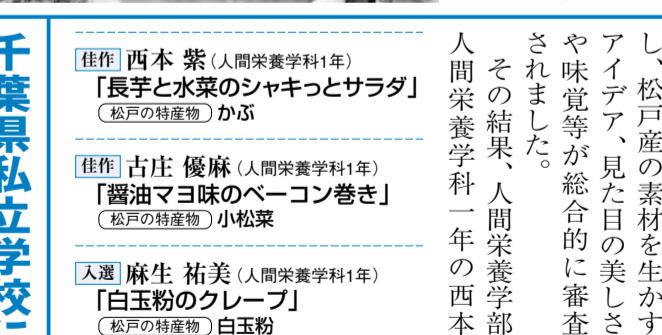 し、松戸産の素材を生かす
アイデア、見た目の美しさ
や味覚等が総合的に審査
されました。
その結果、人間栄養学部
人間栄養学科一年の西本
佳作 西本 紫(人間栄養学科1年)
「長芋と水菜のシャキっとサラダ」
松戸の特産物 かぶ
佳作 古庄 優麻(人間栄養学科1年)
「醤油マヨ味のベーコン巻き」
松戸の特産物 小松菜
入選 麻生 祐美(人間栄養学科1年)
「白玉粉のクレープ」
松戸の特産物 白玉粉
千葉県私立学校